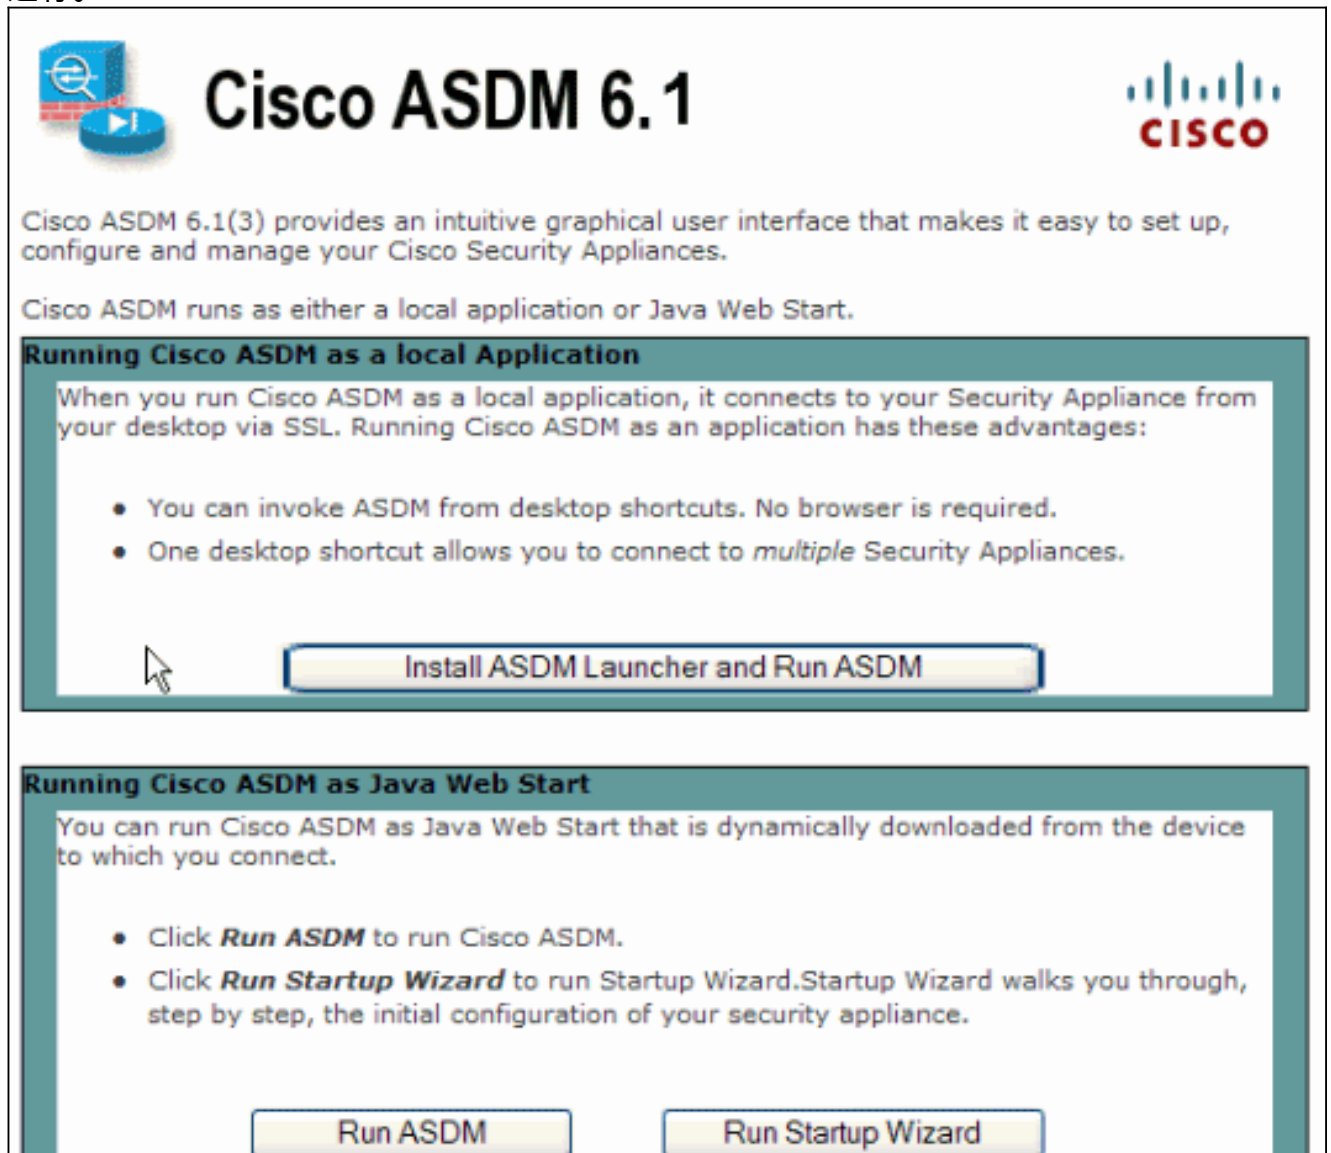 Cisco ASDM 6.1
CISCO
Cisco ASDM 6.1(3) provides an intuitive graphical user interface that makes it easy to set up,
configure and manage your Cisco Security Appliances.
Cisco ASDM runs as either a local application or Java Web Start.
Running Cisco ASDM as a local Application
When you run Cisco ASDM as a local application, it connects to your Security Appliance from
your desktop via SSL. Running Cisco ASDM as an application has these advantages:
• You can invoke ASDM from desktop shortcuts. No browser is required.
• One desktop shortcut allows you to connect to multiple Security Appliances.
Install ASDM Launcher and Run ASDM
Running Cisco ASDM as Java Web Start
You can run Cisco ASDM as Java Web Start that is dynamically downloaded from the device
to which you connect.
• Click Run ASDM to run Cisco ASDM.
• Click Run Startup Wizard to run Startup Wizard.Startup Wizard walks you through,
step by step, the initial configuration of your security appliance.
Run ASDM Run Startup Wizard